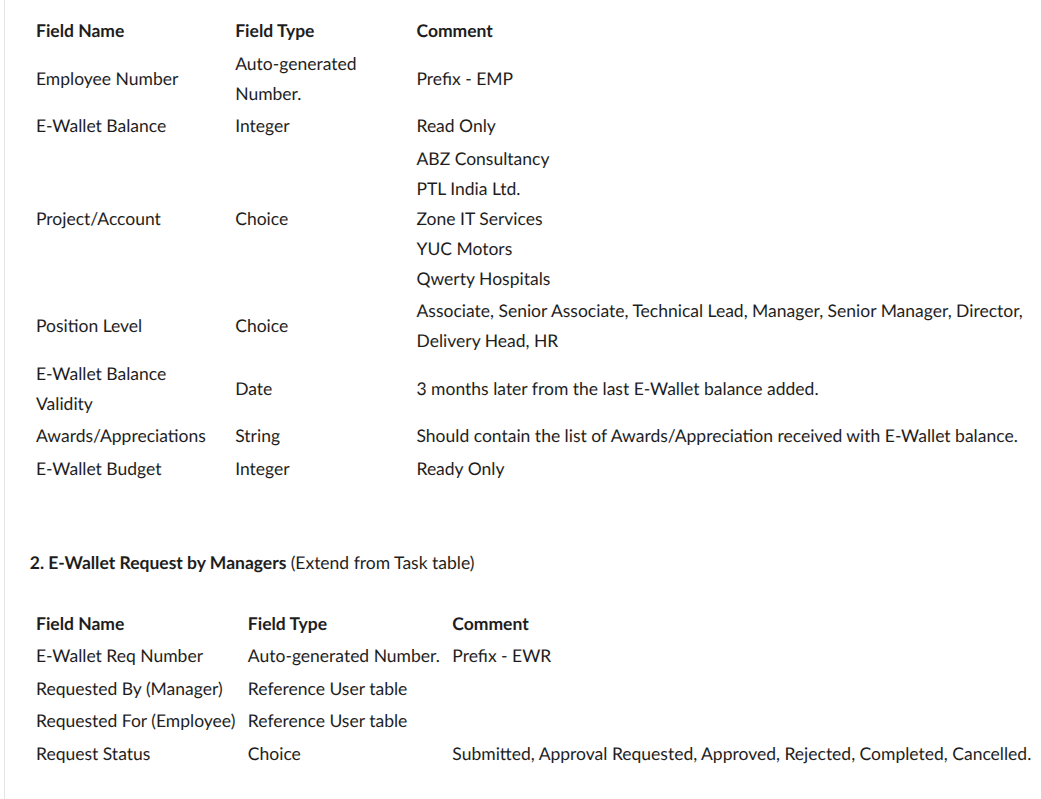 Field Name Field Type Comment
Employee Number Auto-generated Number. Prefix - EMP
E-Wallet Balance Integer Read Only
Project/Account Choice ABZ Consultancy
PTL India Ltd.
Zone IT Services
YUC Motors
Qwerty Hospitals
Position Level Choice Associate, Senior Associate, Technical Lead, Manager, Senior Manager, Director,
Delivery Head, HR
E-Wallet Balance Validity Date 3 months later from the last E-Wallet balance added.
Awards/Appreciations String Should contain the list of Awards/Appreciation received with E-Wallet balance.
E-Wallet Budget Integer Ready Only
2. E-Wallet Request by Managers (Extend from Task table)
Field Name Field Type Comment
E-Wallet Req Number Auto-generated Number. Prefix - EWR
Requested By (Manager) Reference User table
Requested For (Employee) Reference User table
Request Status Choice Submitted, Approval Requested, Approved, Rejected, Completed, Cancelled.